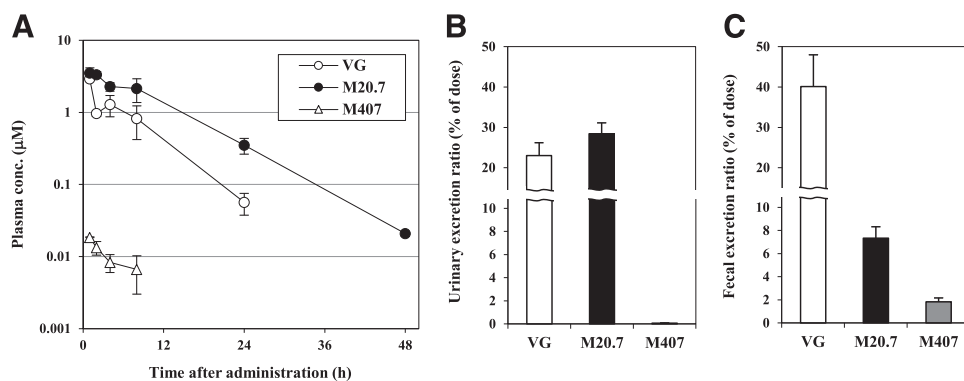 A
Plasma conc. (μM)
10
1
0.1
0.01
0.001
0
12
24
36
48
Time after administration (h)
VG
M20.7
M407
B
Urinary excretion ratio (% of dose)
50
40
30
20
10
8
6
4
2
0
VG
M20.7
M407
C
Fecal excretion ratio (% of dose)
50
40
30
20
10
8
6
4
2
0
VG
M20.7
M407